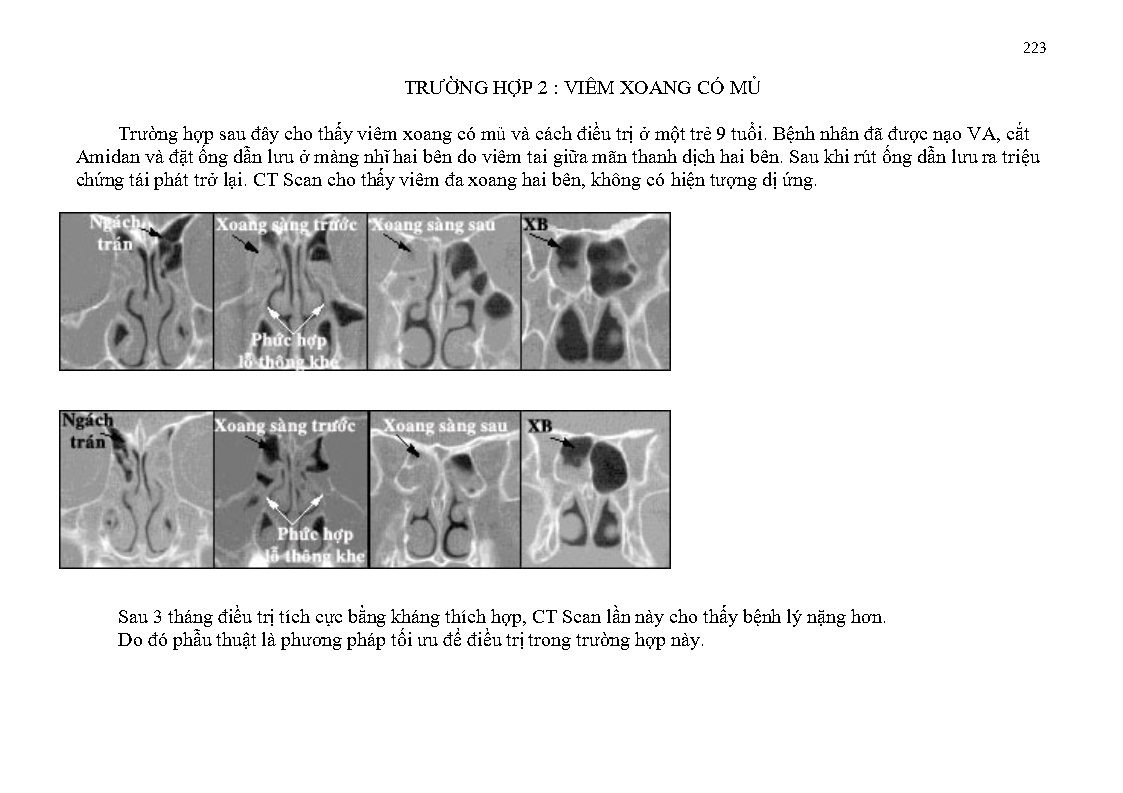 223
TRƯỜNG HỢP 2 : VIÊM XOANG CÓ MỦ
Trường hợp sau đây cho thấy viêm xoang có mủ và cách điều trị ở một trẻ 9 tuổi. Bệnh nhân đã được nạo VA, cắt
Amidan và đặt ống dẫn lưu ở màng nhĩ hai bên do viêm tai giữa mãn thanh dịch hai bên. Sau khi rút ống dẫn lưu ra triệu
chứng tái phát trở lại. CT Scan cho thấy viêm đa xoang hai bên, không có hiện tượng dị ứng.
Ngách
trán
Xoang sàng trước
Phức hợp
lỗ thông khe
Xoang sàng sau
XB
Ngách
trán
Xoang sàng trước
Phức hợp
lỗ thông khe
Xoang sàng sau
XB
Sau 3 tháng điều trị tích cực bằng kháng thích hợp, CT Scan lần này cho thấy bệnh lý nặng hơn.
Do đó phẫu thuật là phương pháp tối ưu để điều trị trong trường hợp này.